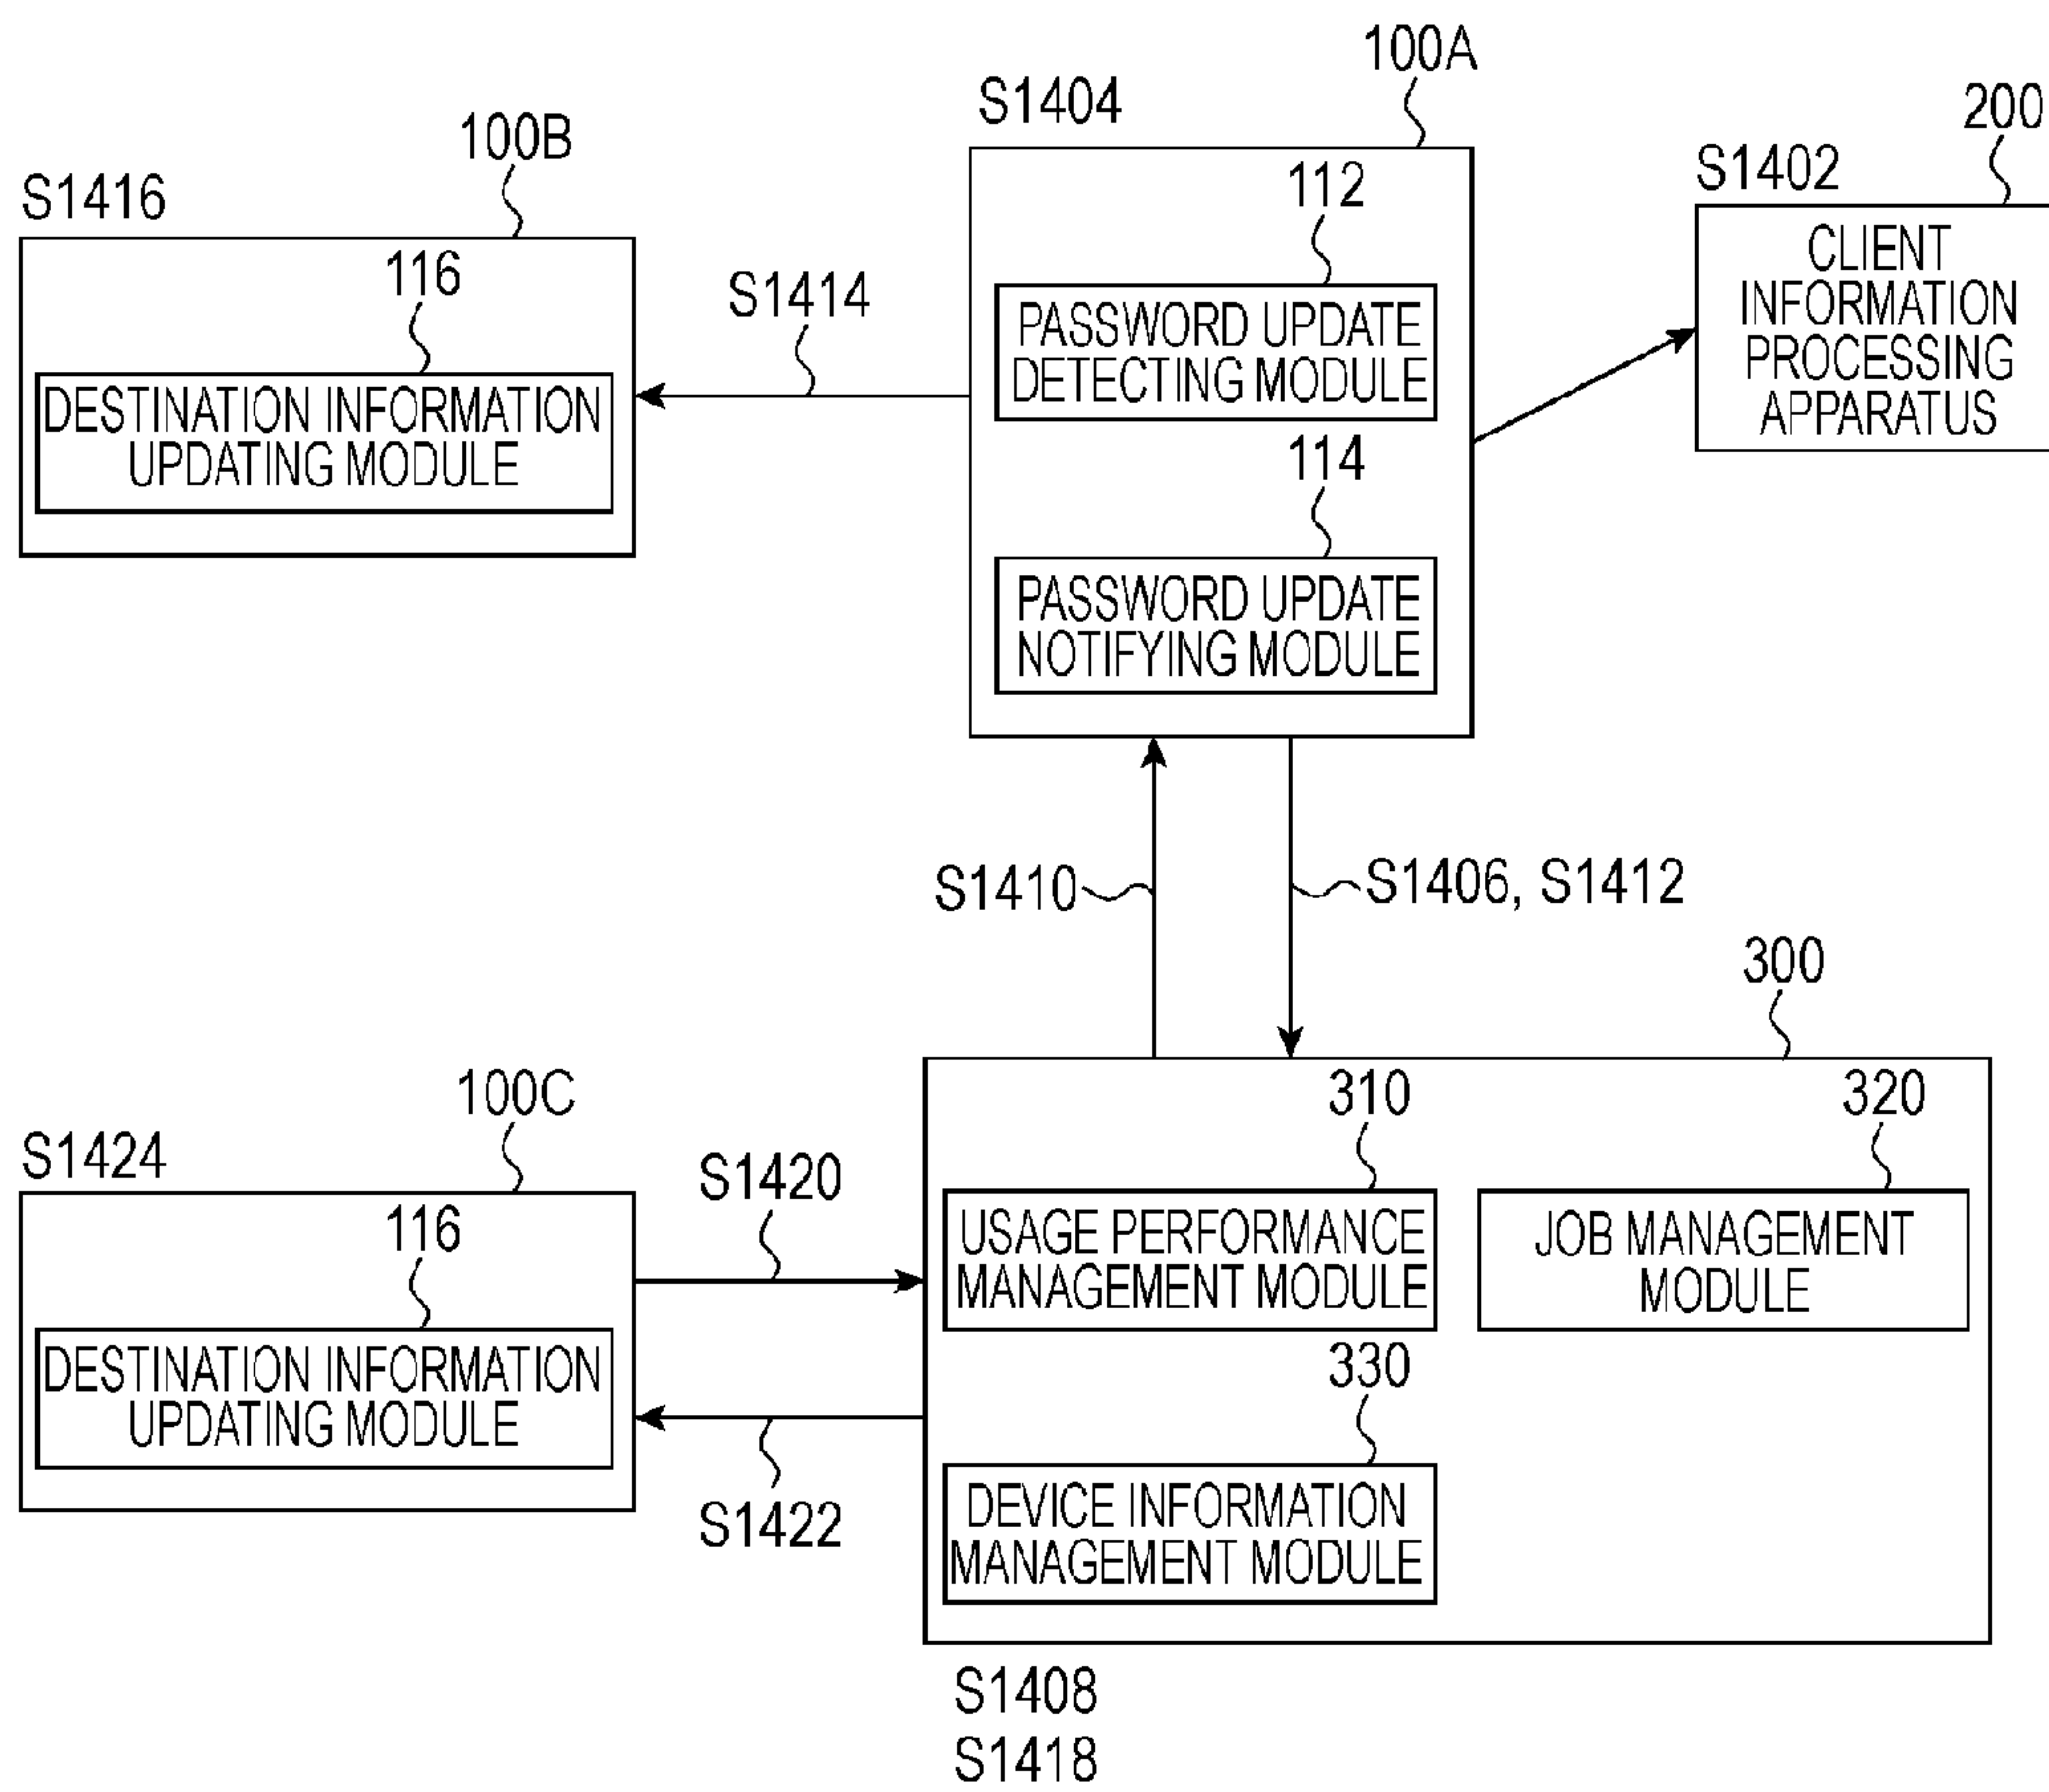 100A
S1404
200
100B
S1402
S1416
112
CLIENT
INFORMATION
PROCESSING
APPARATUS
116
S1414
PASSWORD UPDATE
DETECTING MODULE
DESTINATION INFORMATION
UPDATING MODULE
114
PASSWORD UPDATE
NOTIFYING MODULE
S1410
S1406, S1412
300
100C
310
320
S1424
S1420
116
USAGE PERFORMANCE
MANAGEMENT MODULE
JOB MANAGEMENT
MODULE
DESTINATION INFORMATION
UPDATING MODULE
330
S1422
DEVICE INFORMATION
MANAGEMENT MODULE
S1408
S1418